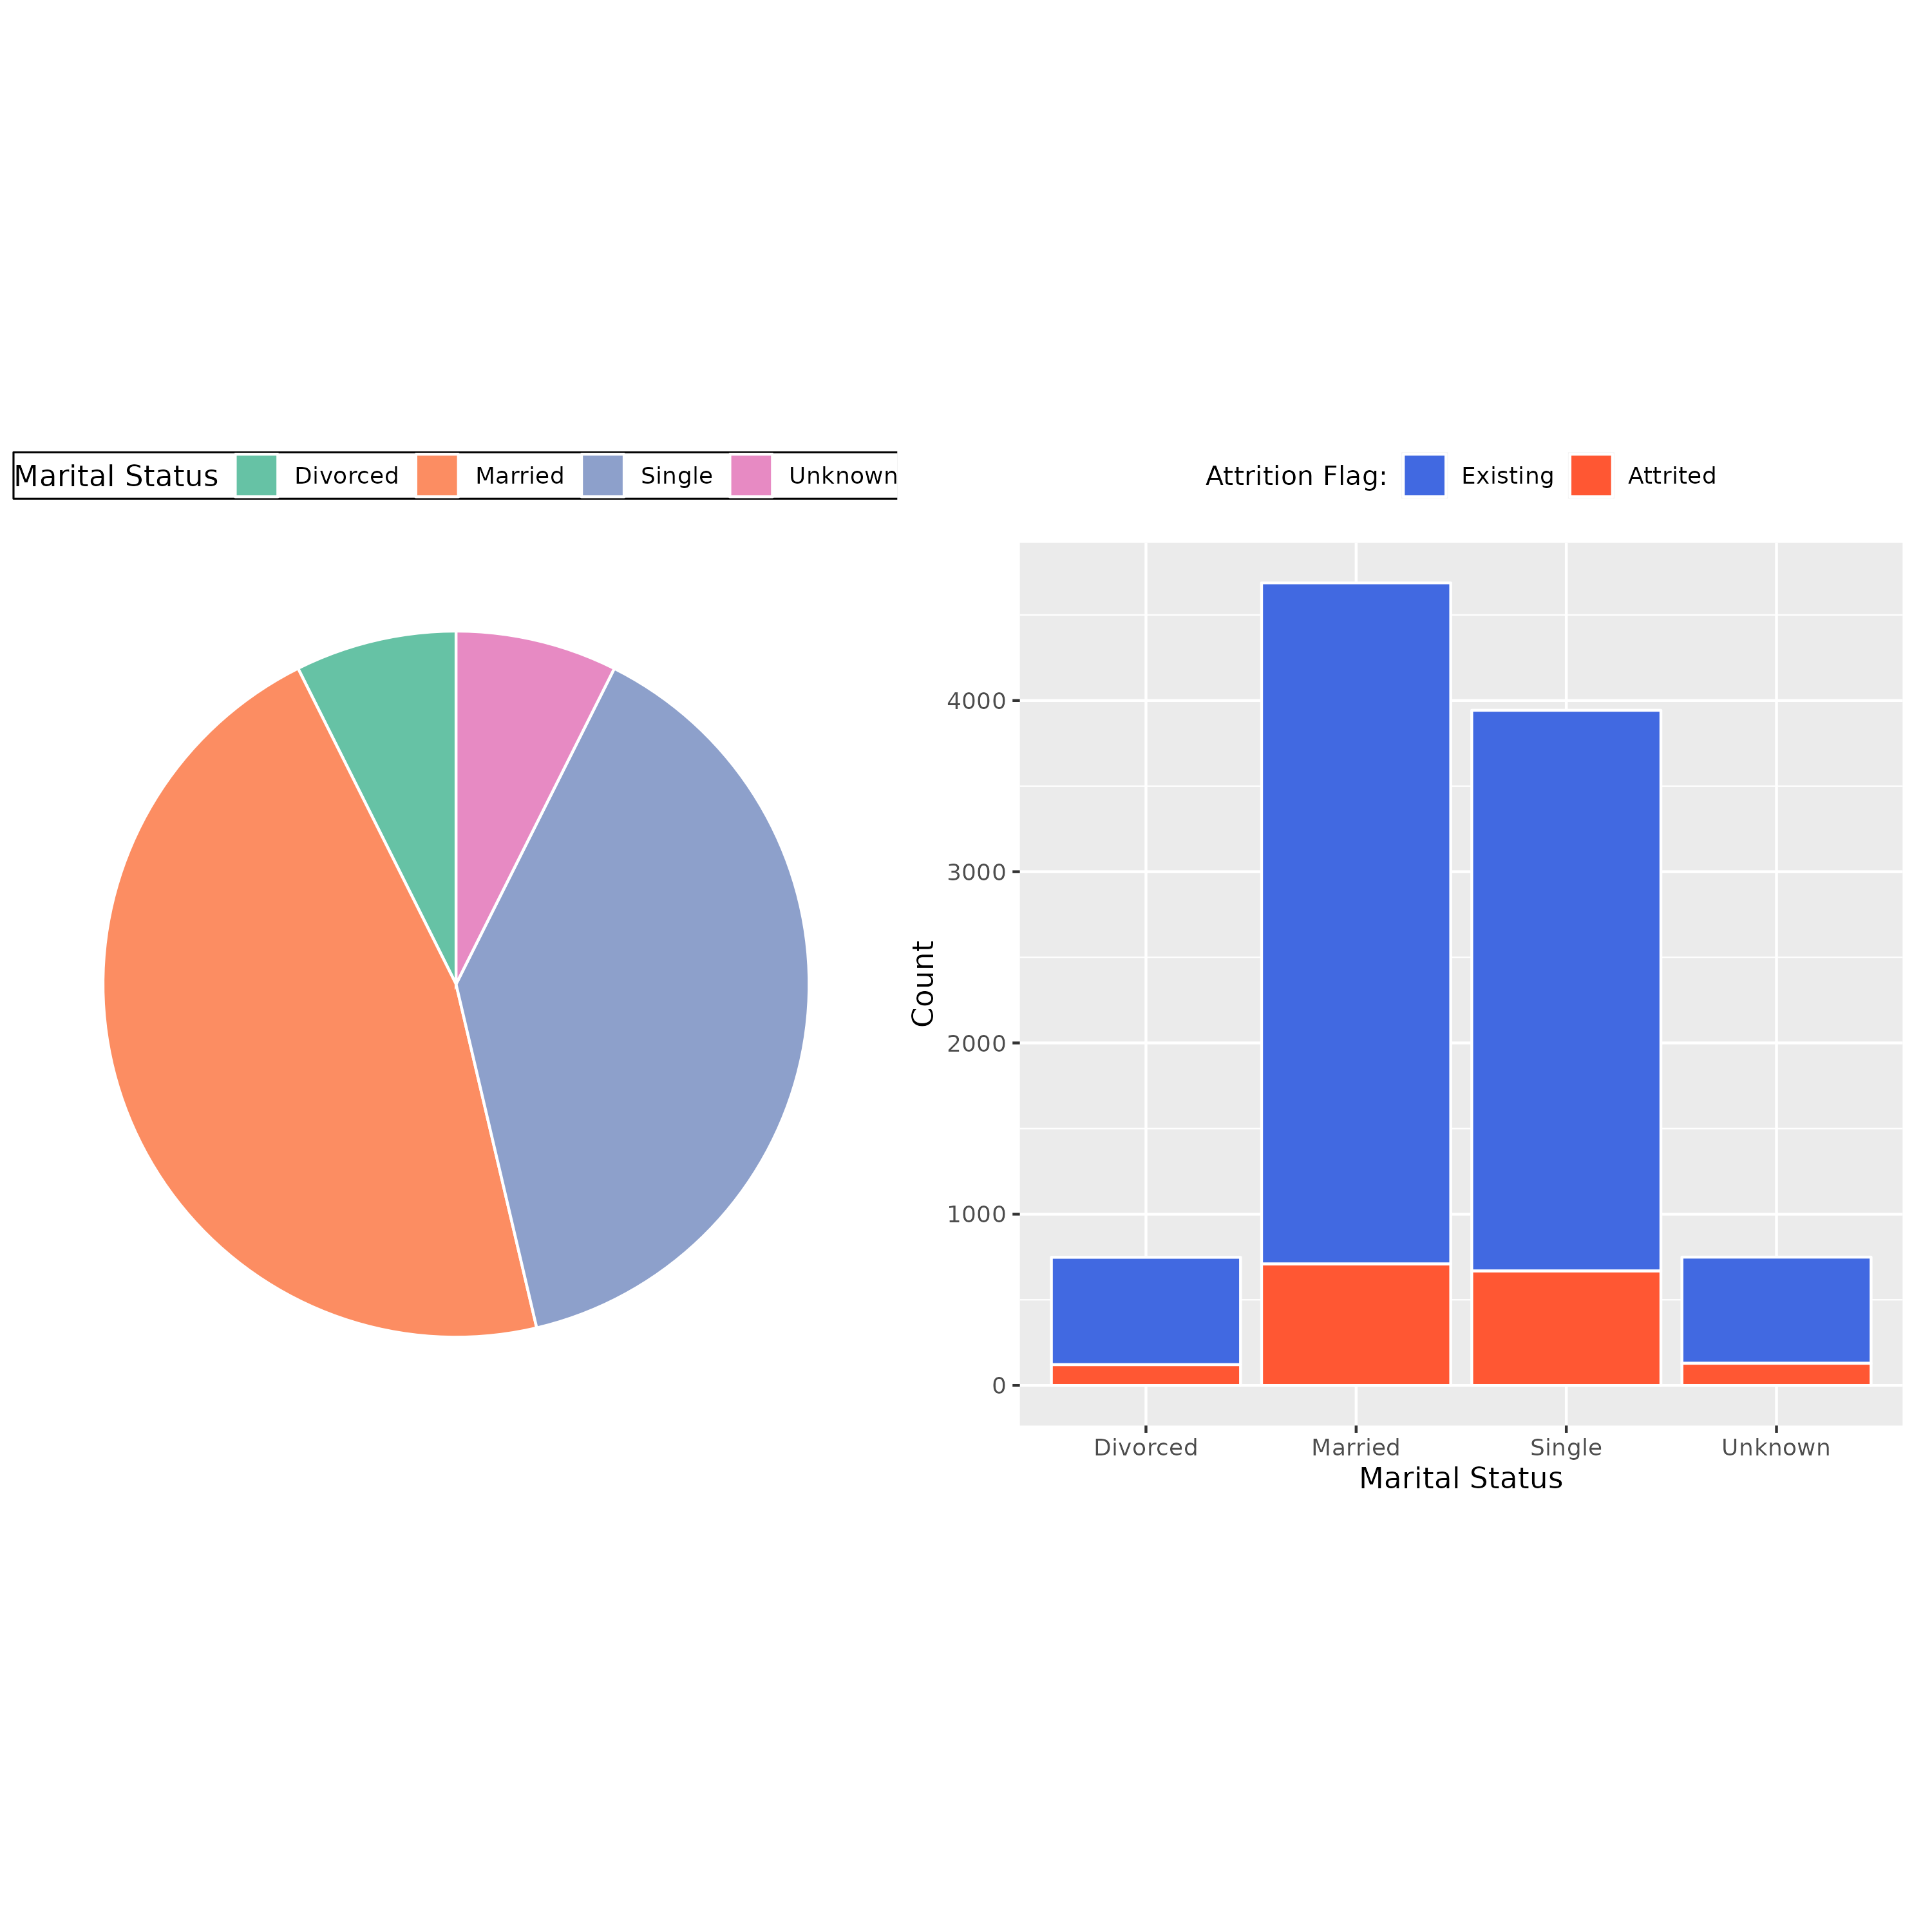 Marital Status Divorced Married Single Unknown
Attrition Flag: Existing Attrited
4000
3000
2000
1000
0
Count
Divorced Married Single Unknown
Marital Status